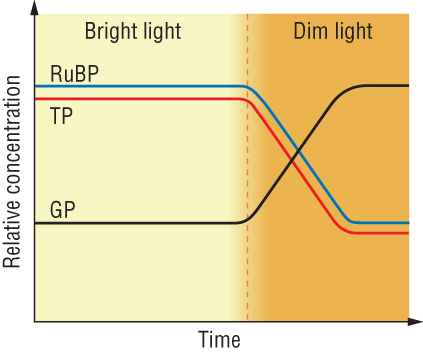 Bright light
Dim light
RuBP
TP
GP
Relative concentration
Time